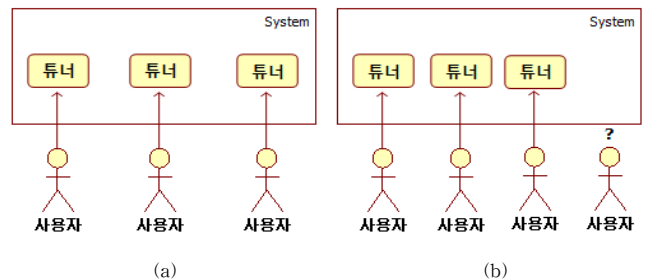 System
튜너 튜너 튜너
사용자 사용자 사용자
(a)
System
튜너 튜너 튜너
?
사용자 사용자 사용자 사용자
(b)